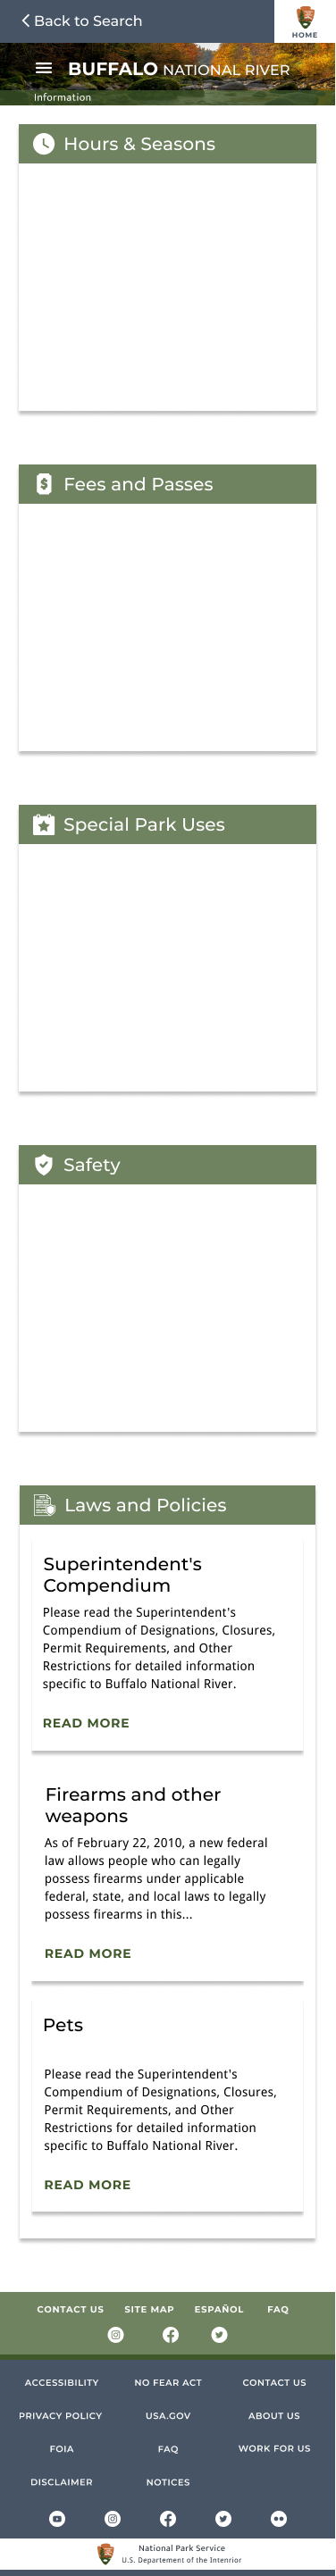 Back to Search
HOME
BUFFALO NATIONAL RIVER
Information
Hours & Seasons
Fees and Passes
Special Park Uses
Safety
Laws and Policies
Superintendent's
Compendium
Please read the Superintendent's
Compendium of Designations, Closures,
Permit Requirements, and Other
Restrictions for detailed information
specific to Buffalo National River.
READ MORE
Firearms and other
weapons
As of February 22, 2010, a new federal
law allows people who can legally
possess firearms under applicable
federal, state, and local laws to legally
possess firearms in this...
READ MORE
Pets
Please read the Superintendent's
Compendium of Designations, Closures,
Permit Requirements, and Other
Restrictions for detailed information
specific to Buffalo National River.
READ MORE
CONTACT US SITE MAP ESPAÑOL FAQ
ACCESSIBILITY NO FEAR ACT CONTACT US
PRIVACY POLICY USA.GOV ABOUT US
FOIA FAQ WORK FOR US
DISCLAIMER NOTICES
National Park Service
U.S. Departement of the Intenrior